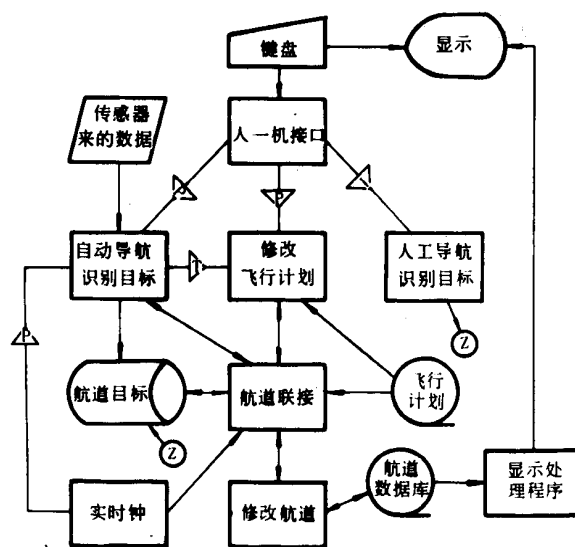 键盘
显示
传感器
来的数据
人一机接口
P
自动导航
识别目标
T
修改
飞行计划
人工导航
识别目标
P
Z
航道目标
航道联接
飞行
计划
Z
实时钟
修改航道
航道
数据库
显示处
理程序